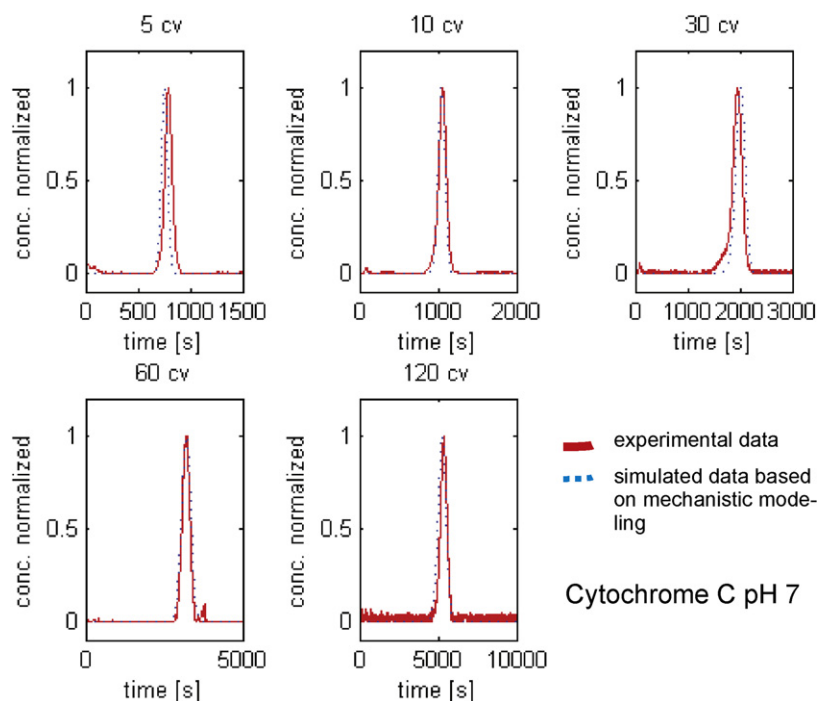 5 cv
10 cv
30 cv
conc. normalized
1
0.5
0
0 500 1000 1500
time [s]
conc. normalized
1
0.5
0
0 1000 2000
time [s]
conc. normalized
1
0.5
0
0 1000 2000 3000
time [s]
60 cv
120 cv
conc. normalized
1
0.5
0
0 5000
time [s]
conc. normalized
1
0.5
0
0 5000 10000
time [s]
experimental data
simulated data based
on mechanistic mode-
ling
Cytochrome C pH 7